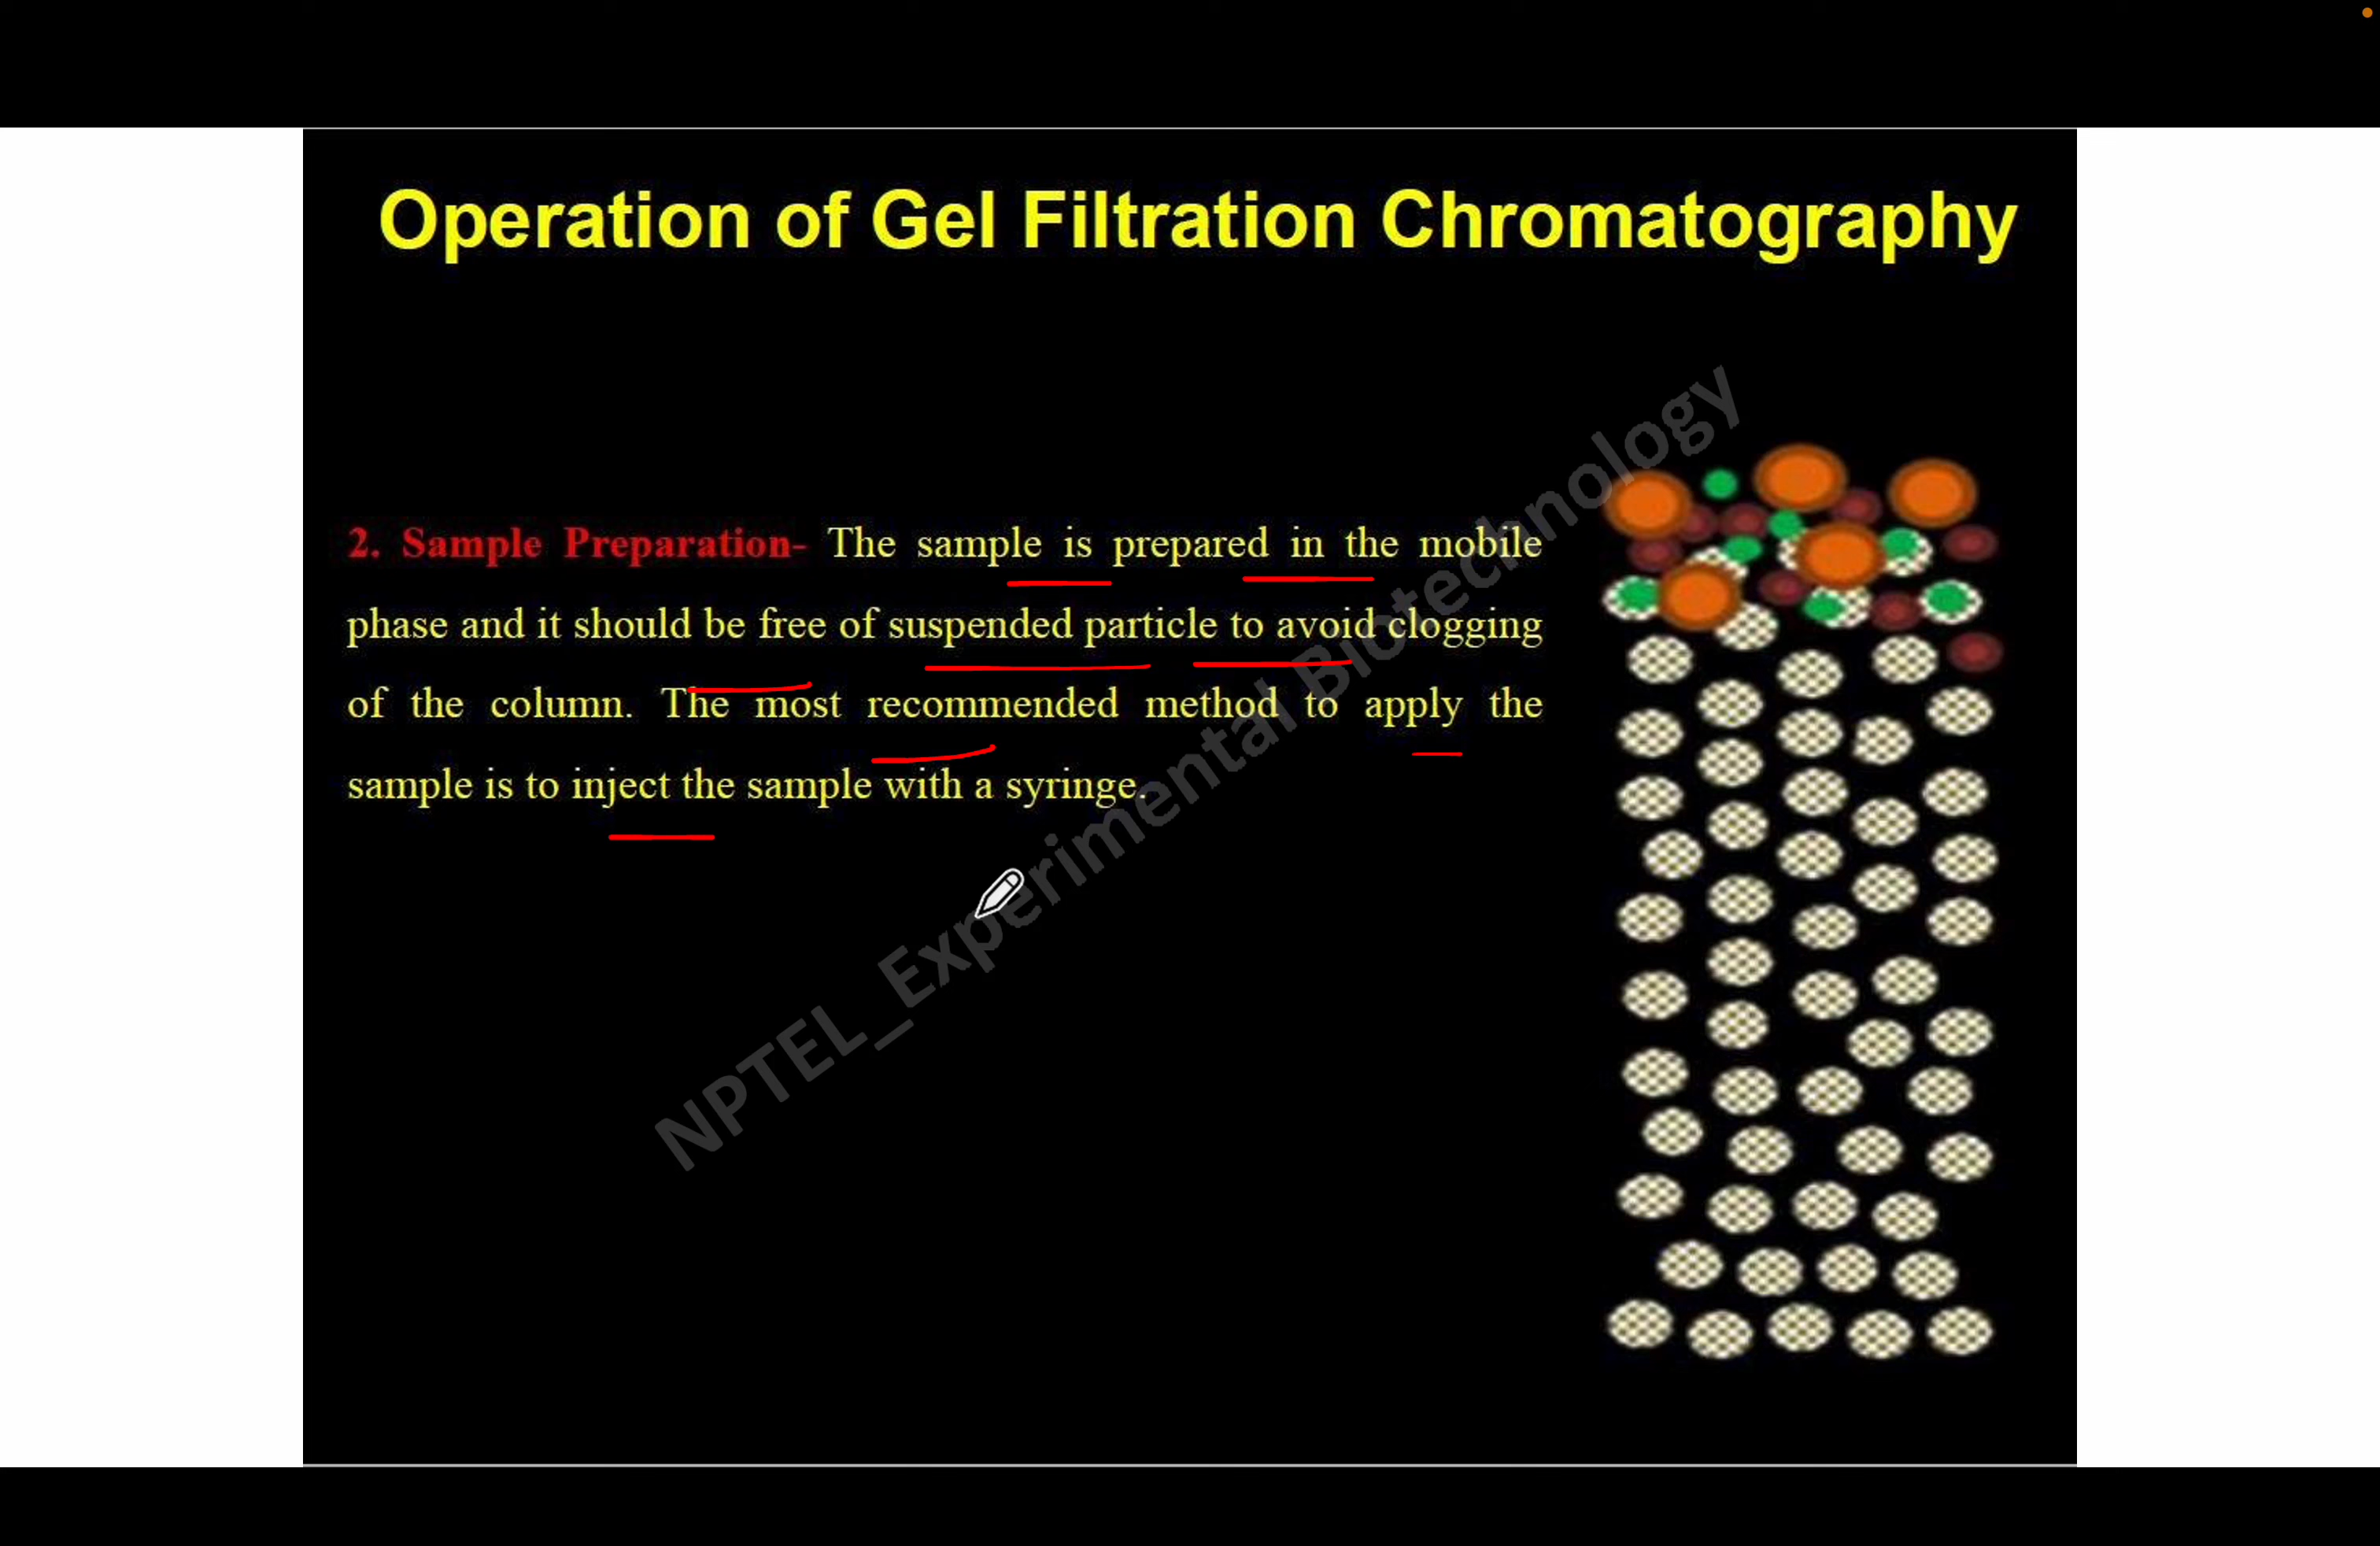 Operation of Gel Filtration Chromatography
2. Sample Preparation- The sample is prepared in the mobile
phase and it should be free of suspended particle to avoid clogging
of the column. The most recommended method to apply the
sample is to inject the sample with a syringe.
NPTEL_Experimental Biotechnology